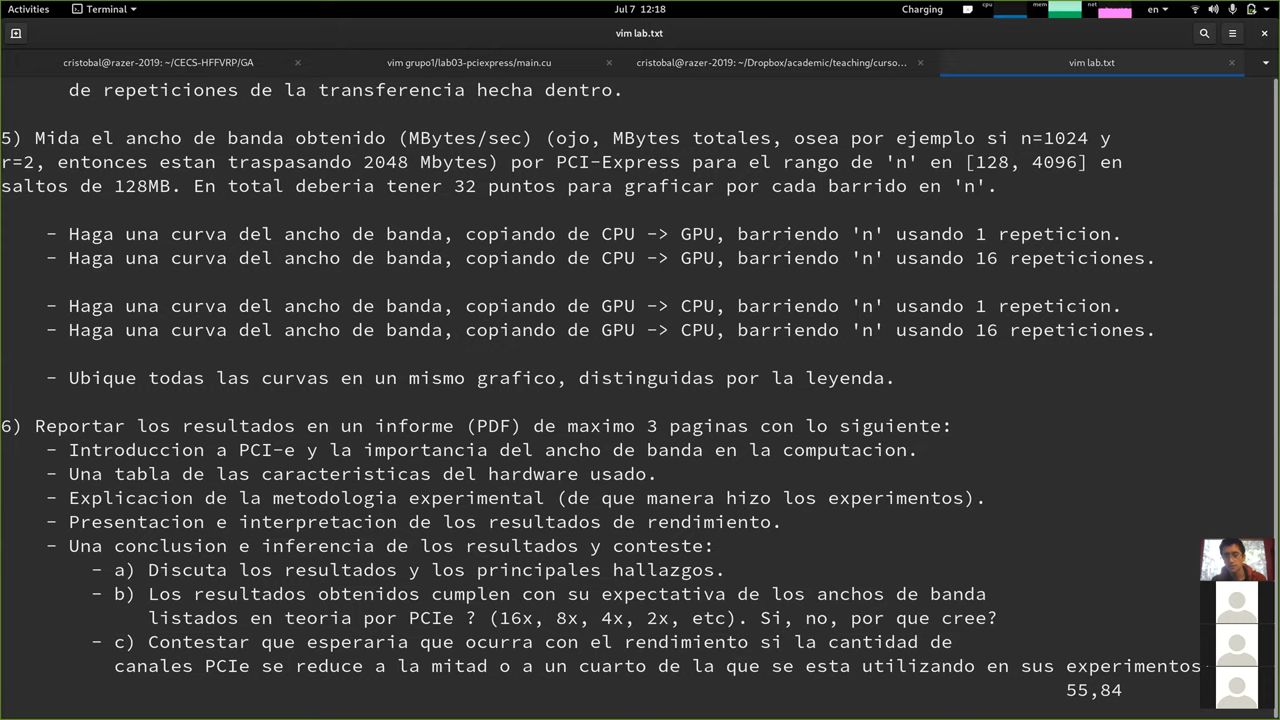 Activities Terminal Jul 7 12:18 Charging cpu mem net en
vim lab.txt
cristobal@razer-2019: ~/CECS-HFFVRP/GA × vim grupo1/lab03-pciexpress/main.cu × cristobal@razer-2019: ~/Dropbox/academic/teaching/curso... × vim lab.txt ×
de repeticiones de la transferencia hecha dentro.
5) Mida el ancho de banda obtenido (MBytes/sec) (ojo, MBytes totales, osea por ejemplo si n=1024 y
r=2, entonces estan traspasando 2048 Mbytes) por PCI-Express para el rango de 'n' en [128, 4096] en
saltos de 128MB. En total deberia tener 32 puntos para graficar por cada barrido en 'n'.
- Haga una curva del ancho de banda, copiando de CPU -> GPU, barriendo 'n' usando 1 repeticion.
- Haga una curva del ancho de banda, copiando de CPU -> GPU, barriendo 'n' usando 16 repeticiones.
- Haga una curva del ancho de banda, copiando de GPU -> CPU, barriendo 'n' usando 1 repeticion.
- Haga una curva del ancho de banda, copiando de GPU -> CPU, barriendo 'n' usando 16 repeticiones.
- Ubique todas las curvas en un mismo grafico, distinguidas por la leyenda.
6) Reportar los resultados en un informe (PDF) de maximo 3 paginas con lo siguiente:
- Introduccion a PCI-e y la importancia del ancho de banda en la computacion.
- Una tabla de las caracteristicas del hardware usado.
- Explicacion de la metodologia experimental (de que manera hizo los experimentos).
- Presentacion e interpretacion de los resultados de rendimiento.
- Una conclusion e inferencia de los resultados y conteste:
- a) Discuta los resultados y los principales hallazgos.
- b) Los resultados obtenidos cumplen con su expectativa de los anchos de banda
listados en teoria por PCIe ? (16x, 8x, 4x, 2x, etc). Si, no, por que cree?
- c) Contestar que esperaria que ocurra con el rendimiento si la cantidad de
canales PCIe se reduce a la mitad o a un cuarto de la que se esta utilizando en sus experimentos
55,84